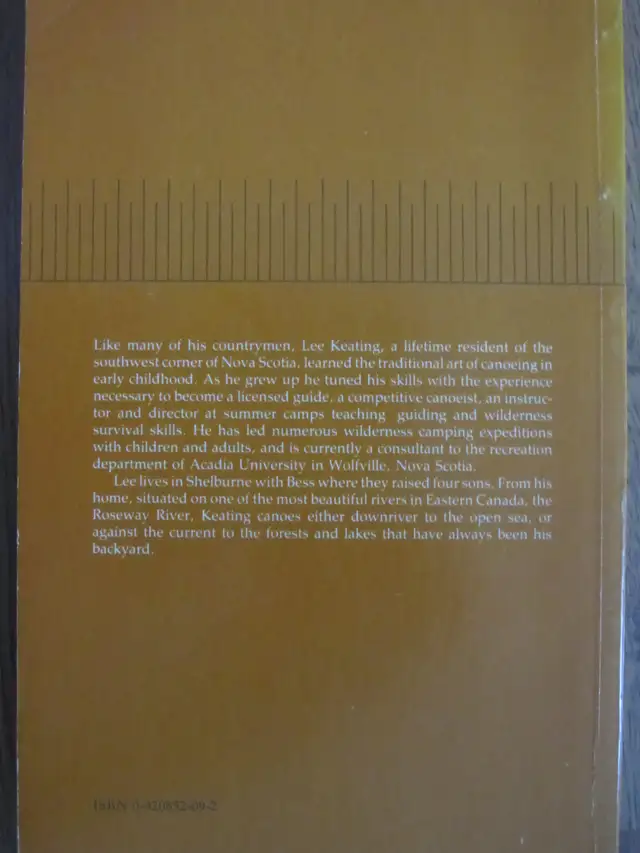 Like many of his countrymen, Lee Keating, a lifetime resident of the
southwest corner of Nova Scotia, learned the traditional art of canoeing in
early childhood. As he grew up he tuned his skills with the experience
necessary to become a licensed guide, a competitive canoeist, an instruc-
tor and director at summer camps teaching guiding and wilderness
survival skills. He has led numerous wilderness camping expeditions
with children and adults, and is currently a consultant to the recreation
department of Acadia University in Wolfville, Nova Scotia.
Lee lives in Shelburne with Bess where they raised four sons. From his
home, situated on one of the most beautiful rivers in Eastern Canada, the
Roseway River, Keating canoes either downriver to the open sea, or
against the current to the forests and lakes that have always been his
backyard.
ISBN 0-920852-09-2